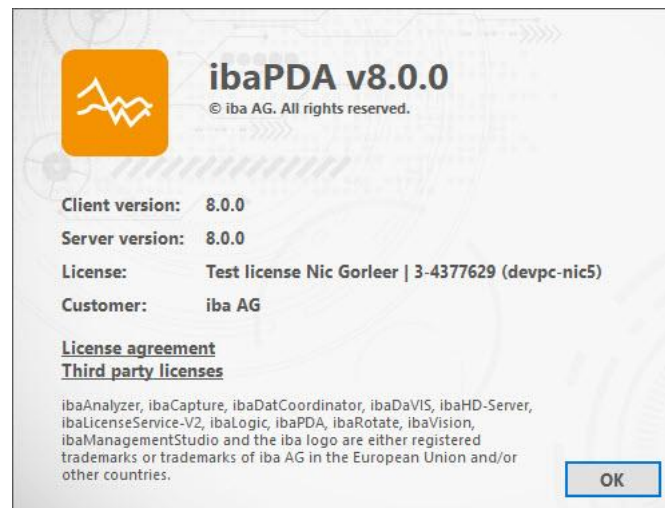 ibaPDA v8.0.0
© iba AG. All rights reserved.
Client version: 8.0.0
Server version: 8.0.0
License: Test license Nic Gorleer | 3-4377629 (devpc-nic5)
Customer: iba AG
License agreement
Third party licenses
ibaAnalyzer, ibaCapture, ibaDatCoordinator, ibaDaVIS, ibaHD-Server,
ibaLicenseService-V2, ibaLogic, ibaPDA, ibaRotate, ibaVision,
ibaManagementStudio and the iba logo are either registered
trademarks or trademarks of iba AG in the European Union and/or
other countries.
OK